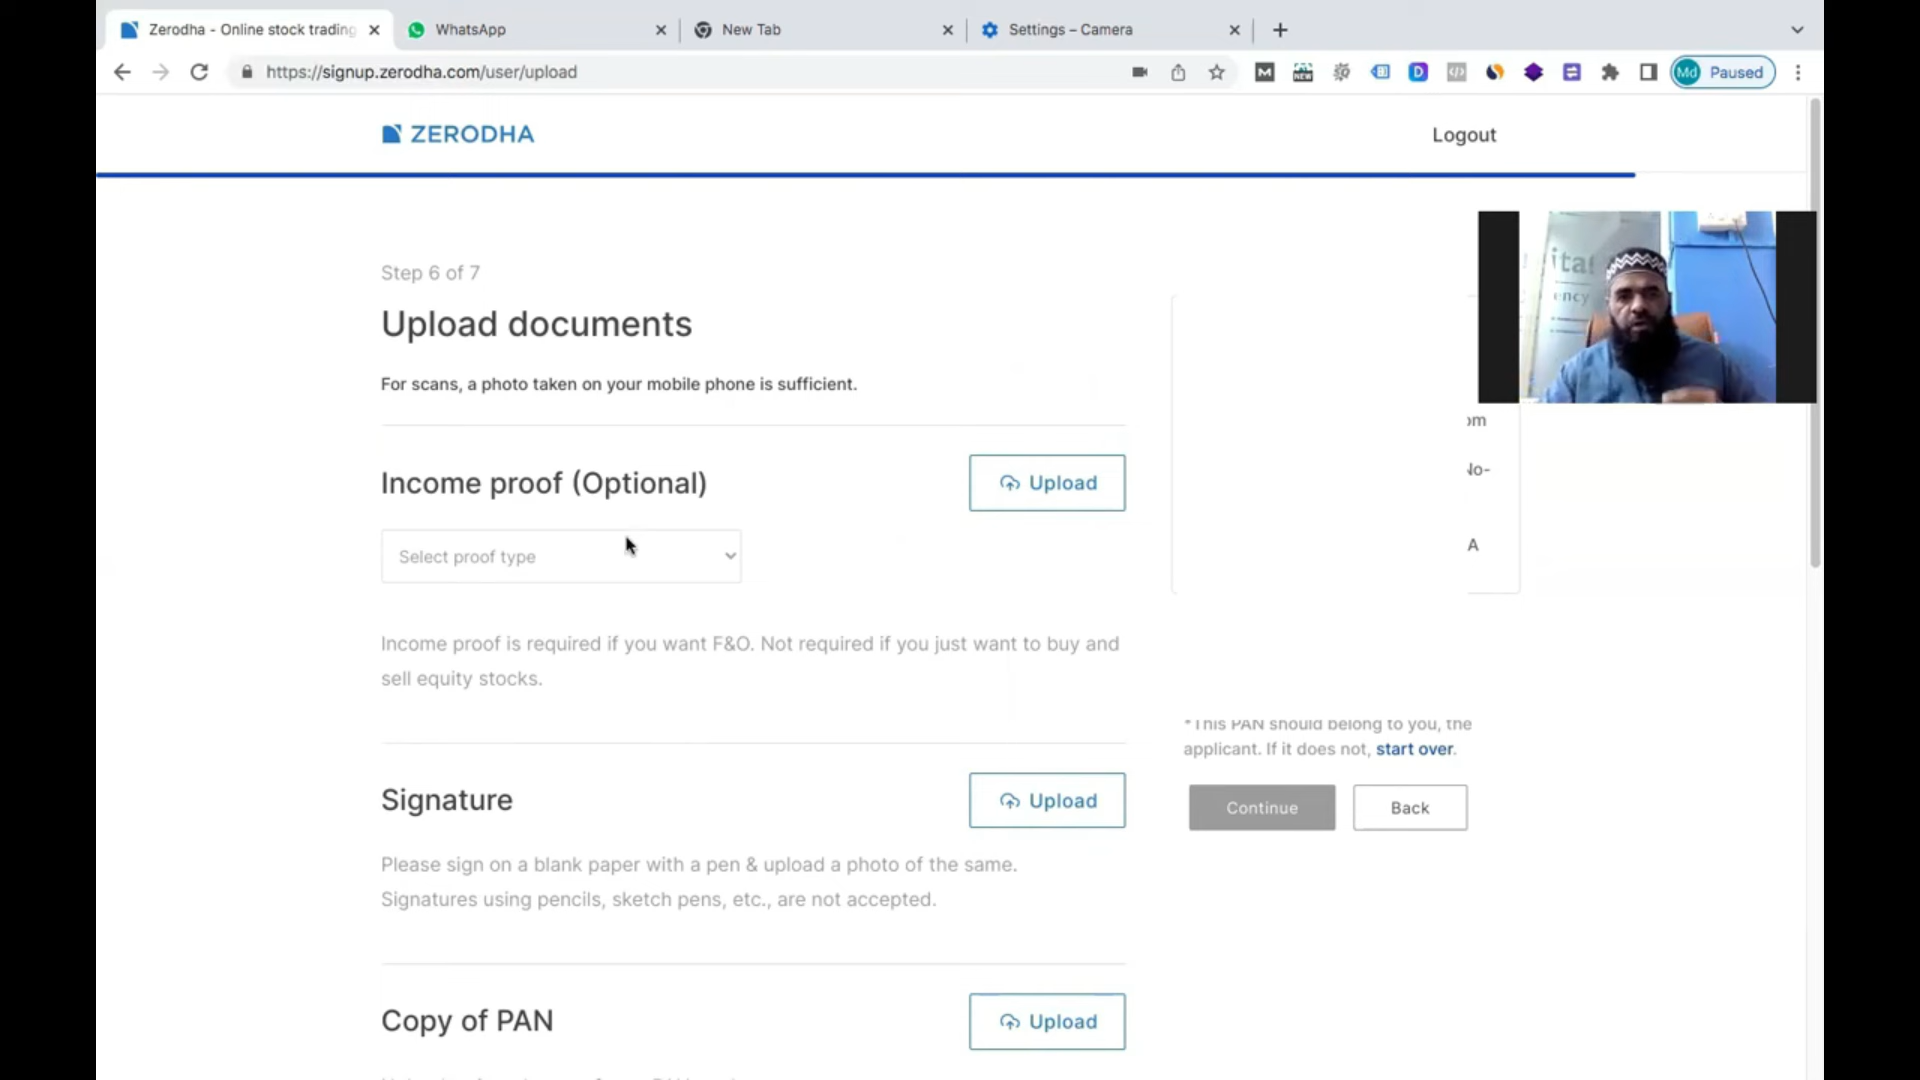 Zerodha - Online stock trading
WhatsApp
New Tab
Settings – Camera
https://signup.zerodha.com/user/upload
M
NEW
D
Md
Paused
ZERODHA
Logout
Step 6 of 7
Upload documents
For scans, a photo taken on your mobile phone is sufficient.
Income proof (Optional)
Upload
Select proof type
Income proof is required if you want F&O. Not required if you just want to buy and
sell equity stocks.
Signature
Upload
Please sign on a blank paper with a pen & upload a photo of the same.
Signatures using pencils, sketch pens, etc., are not accepted.
Copy of PAN
Upload
om
No-
A
*This PAN should belong to you, the
applicant. If it does not, start over.
Continue
Back